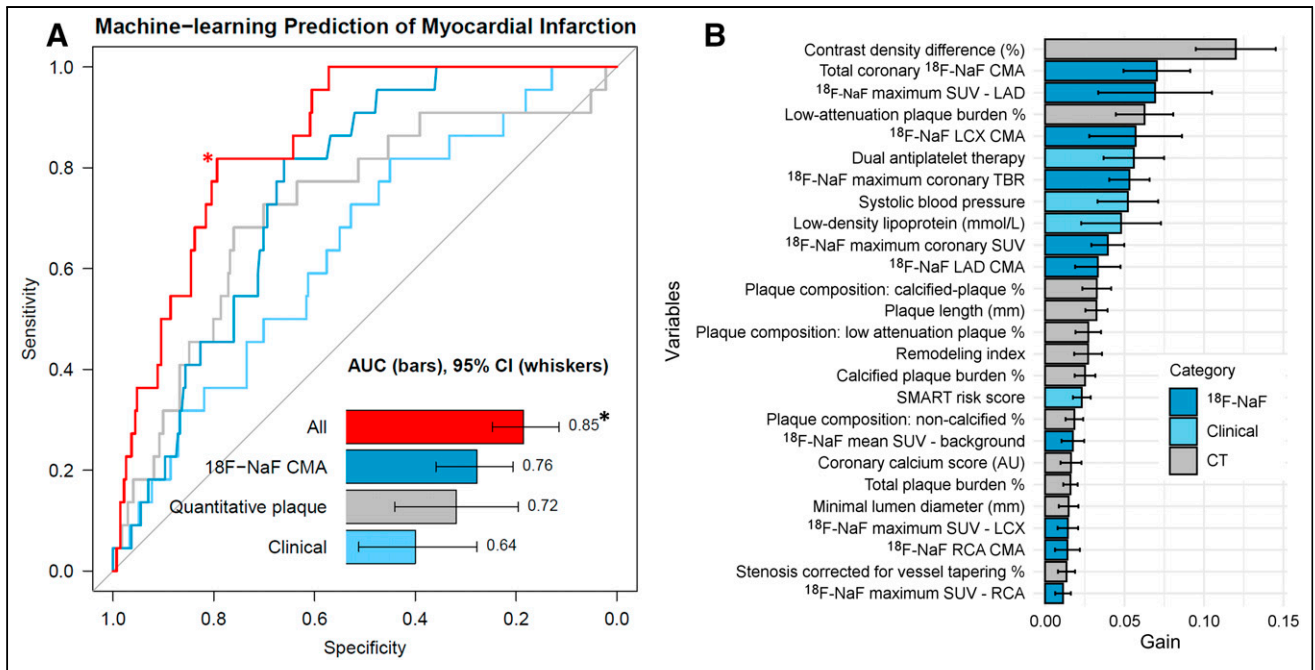 Machine-learning Prediction of Myocardial Infarction
A
1.0
0.8
0.6
0.4
0.2
0.0
Sensitivity
*
AUC (bars), 95% CI (whiskers)
All
0.85*
18F-NaF CMA
0.76
Quantitative plaque
0.72
Clinical
0.64
1.0
0.8
0.6
0.4
0.2
0.0
Specificity
B
Variables
Contrast density difference (%)
Total coronary ¹⁸F-NaF CMA
¹⁸F-NaF maximum SUV - LAD
Low-attenuation plaque burden %
¹⁸F-NaF LCX CMA
Dual antiplatelet therapy
¹⁸F-NaF maximum coronary TBR
Systolic blood pressure
Low-density lipoprotein (mmol/L)
¹⁸F-NaF maximum coronary SUV
¹⁸F-NaF LAD CMA
Plaque composition: calcified-plaque %
Plaque length (mm)
Plaque composition: low attenuation plaque %
Remodeling index
Calcified plaque burden %
SMART risk score
Plaque composition: non-calcified %
¹⁸F-NaF mean SUV - background
Coronary calcium score (AU)
Total plaque burden %
Minimal lumen diameter (mm)
¹⁸F-NaF maximum SUV - LCX
¹⁸F-NaF RCA CMA
Stenosis corrected for vessel tapering %
¹⁸F-NaF maximum SUV - RCA
Category
¹⁸F-NaF
Clinical
CT
0.00
0.05
0.10
0.15
Gain